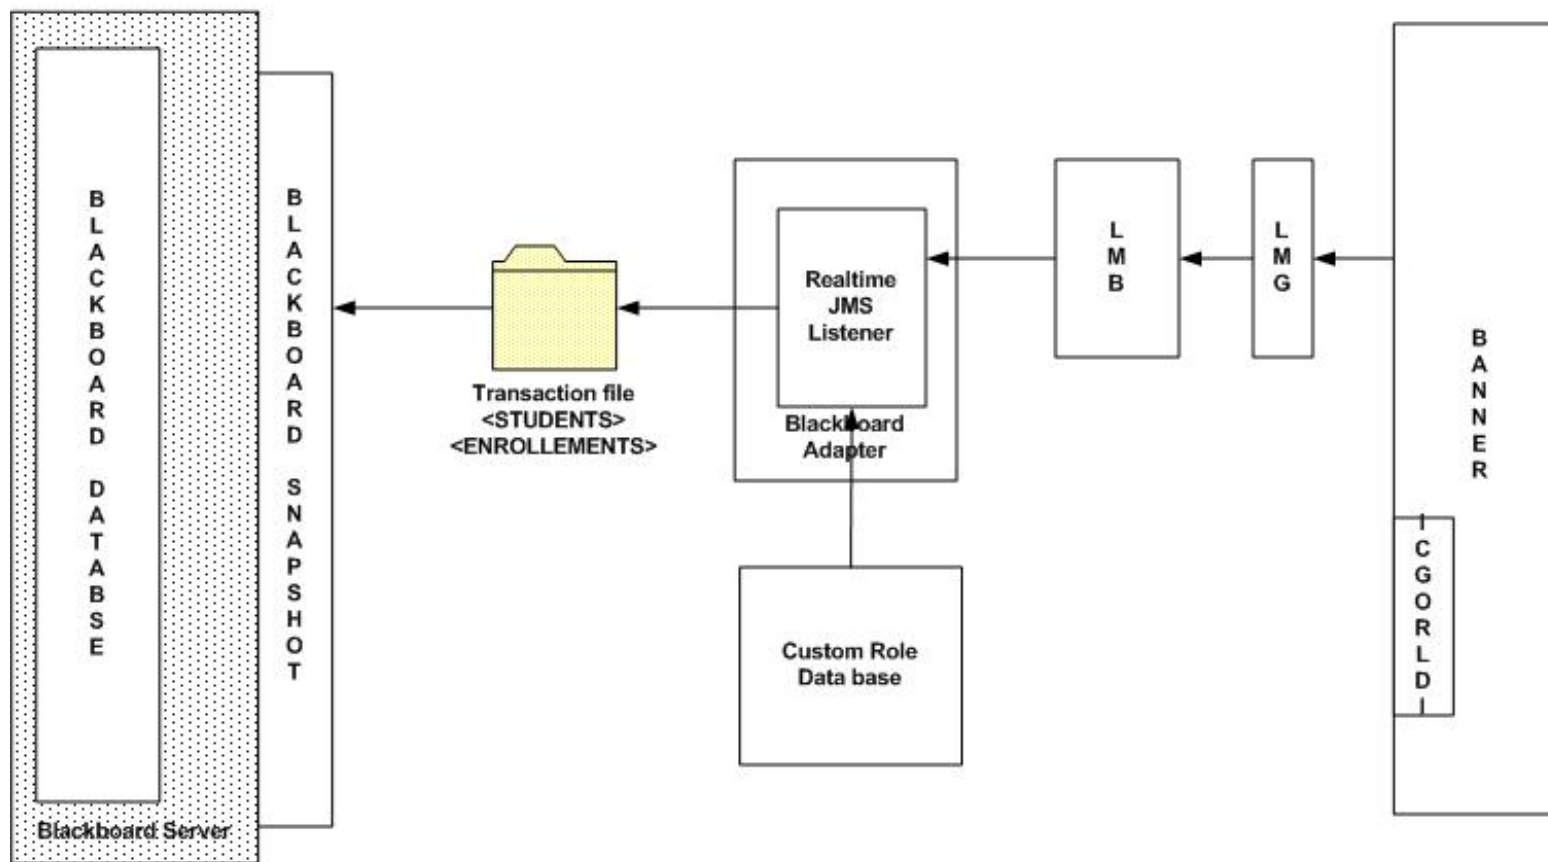 BLACKBOARD DATABSE
Blackboard Server
BLACKBOARD SNAPSHOT
Transaction file
<STUDENTS>
<ENROLLEMENTS>
Realtime
JMS
Listener
Blackboard
Adapter
Custom Role
Data base
LMB
LMG
BANNER
CGORLD